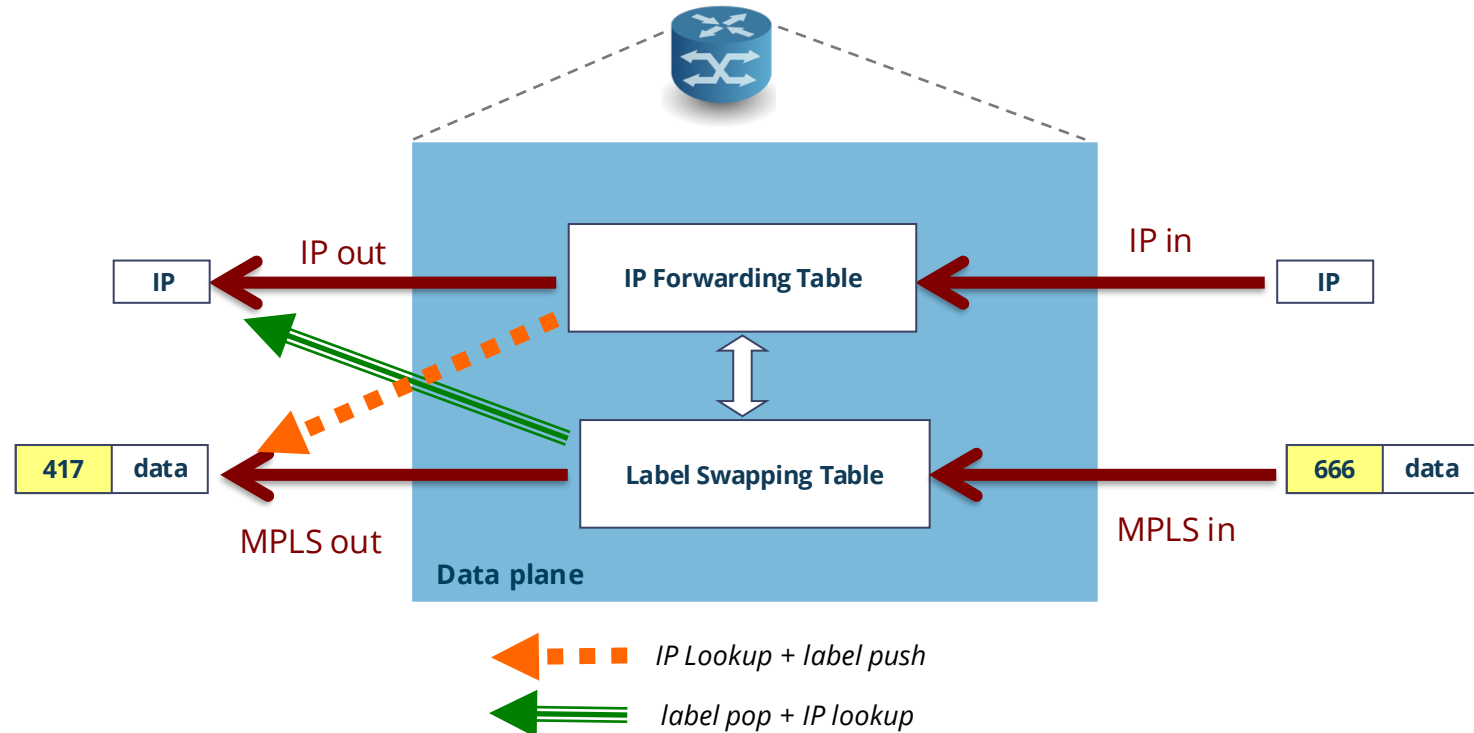 IP out
IP in
IP
IP Forwarding Table
IP
417 data
Label Swapping Table
666 data
MPLS out
MPLS in
Data plane
IP Lookup + label push
label pop + IP lookup